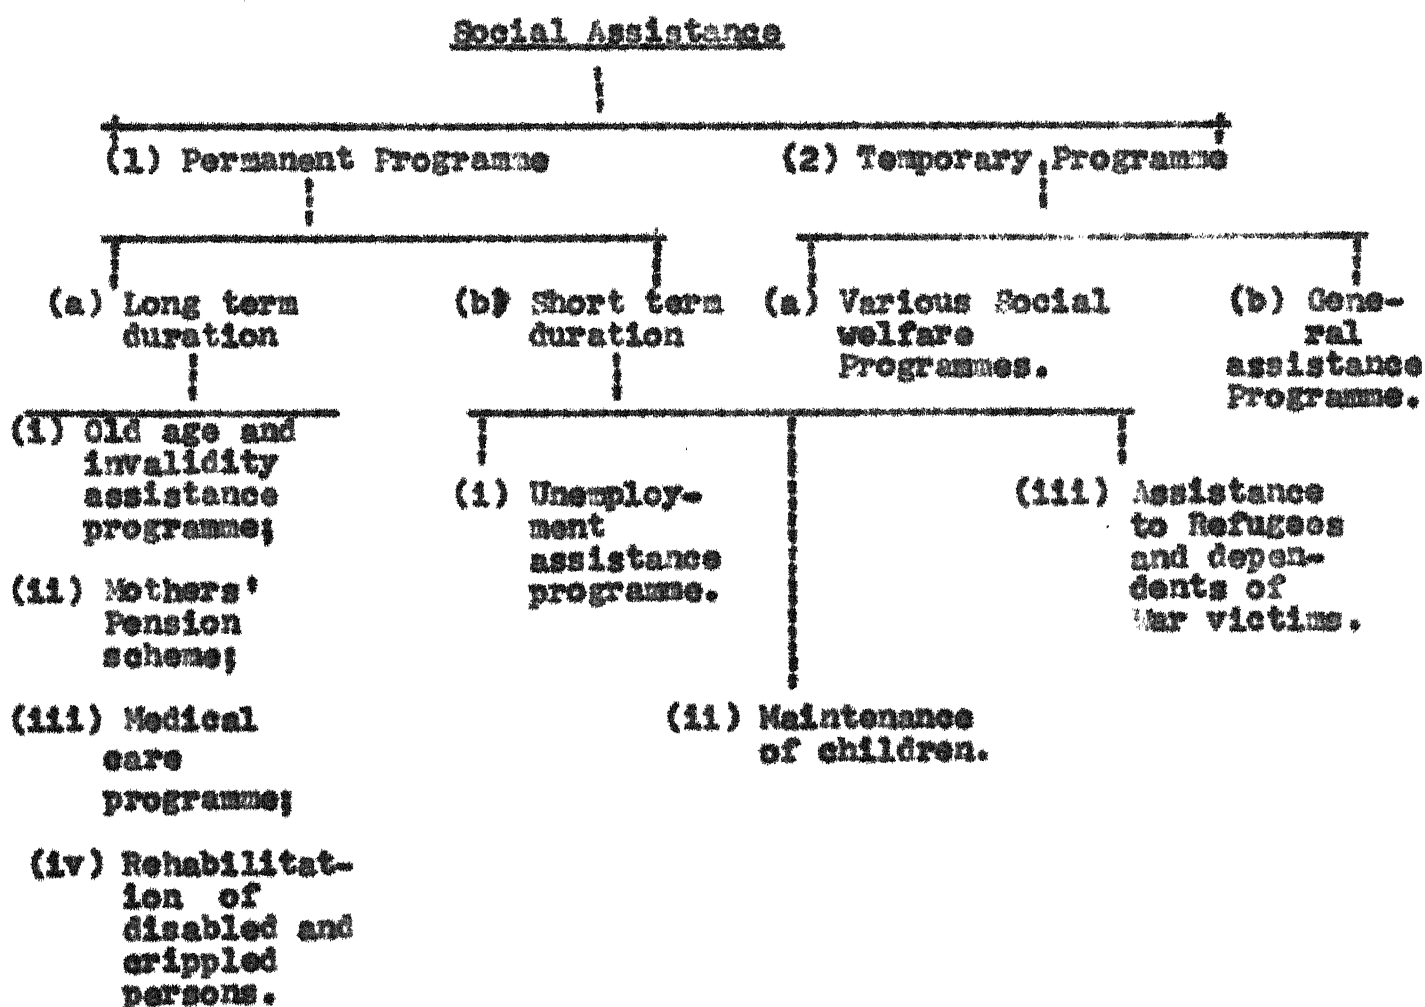 Social Assistance
(1) Permanent Programme
(2) Temporary Programme
(a) Long term
duration
(b) Short term
duration
(a) Various Social
welfare
Programmes.
(b) Gene-
ral
assistance
Programme.
(i) Old age and
invalidity
assistance
programme;
(ii) Mothers'
Pension
scheme;
(iii) Medical
care
programme;
(iv) Rehabilitat-
ion of
disabled and
crippled
persons.
(i) Unemploy-
ment
assistance
programme.
(ii) Maintenance
of children.
(iii) Assistance
to Refugees
and depen-
dents of
War victims.